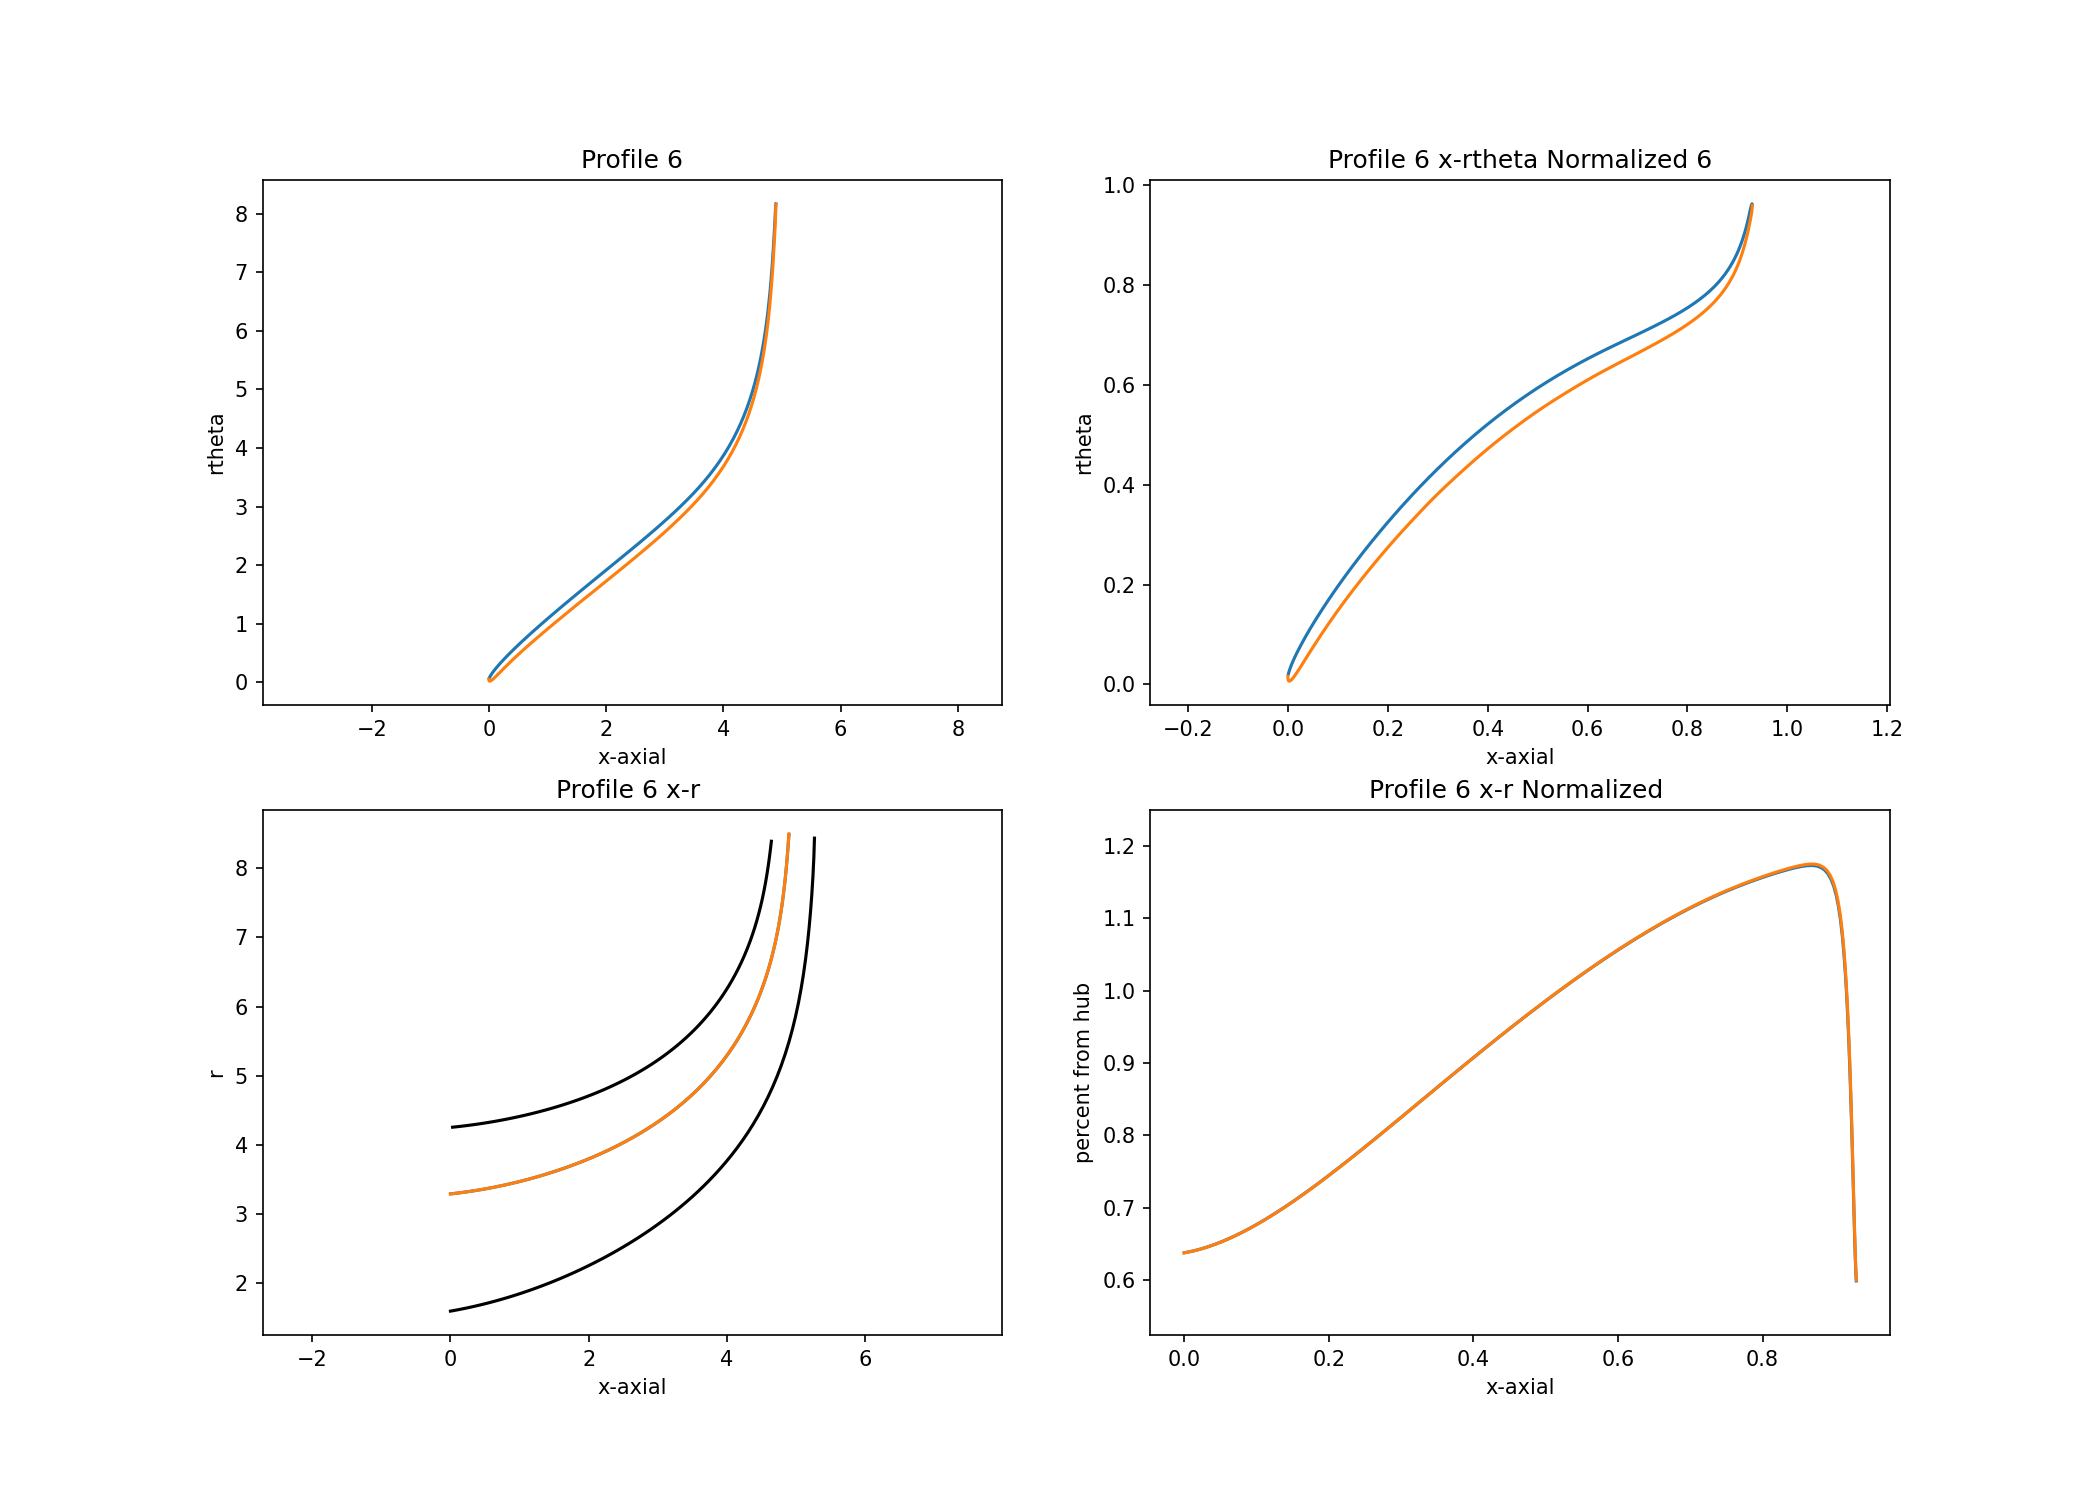 Profile 6
8
7
6
5
4
3
2
1
0
rtheta
−2 0 2 4 6 8
x-axial
Profile 6 x-rtheta Normalized 6
1.0
0.8
0.6
0.4
0.2
0.0
rtheta
−0.2 0.0 0.2 0.4 0.6 0.8 1.0 1.2
x-axial
Profile 6 x-r
8
7
6
5
4
3
2
r
−2 0 2 4 6
x-axial
Profile 6 x-r Normalized
1.2
1.1
1.0
0.9
0.8
0.7
0.6
percent from hub
0.0 0.2 0.4 0.6 0.8
x-axial